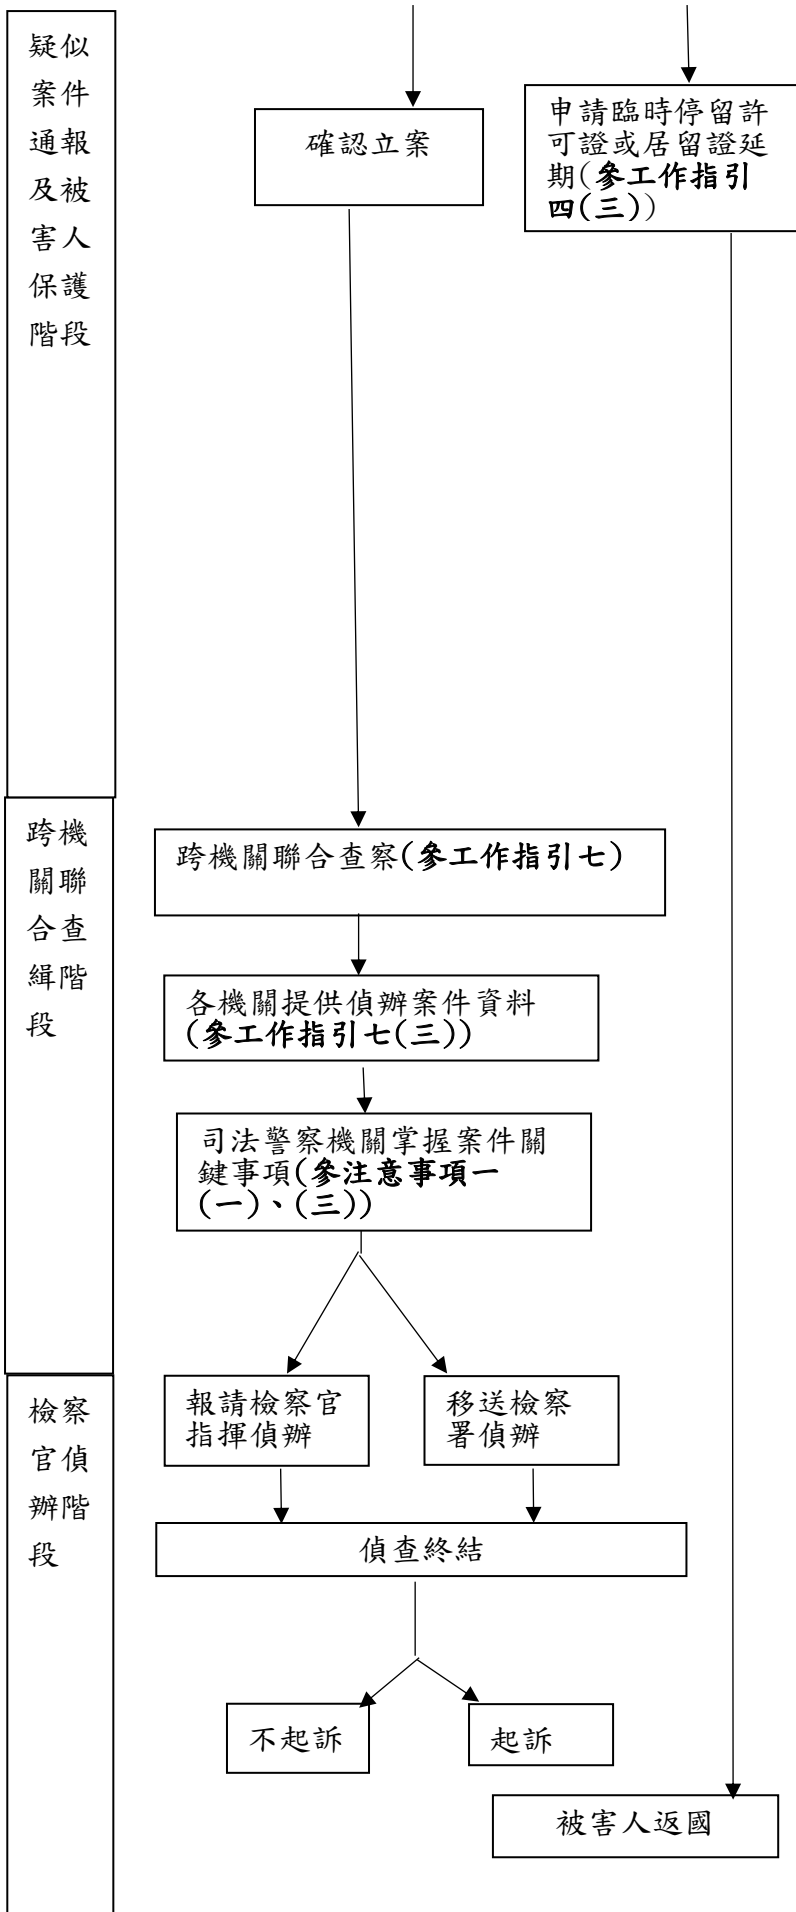 疑似
案件
通報
及被
害人
保護
階段
確認立案
申請臨時停留許
可證或居留證延
期(參工作指引
四(三))
跨機
關聯
合查
緝階
段
跨機關聯合查察(參工作指引七)
各機關提供偵辦案件資料
(參工作指引七(三))
司法警察機關掌握案件關
鍵事項(參注意事項一
(一)、(三))
檢察
官偵
辦階
段
報請檢察官
指揮偵辦
移送檢察
署偵辦
偵查終結
不起訴
起訴
被害人返國